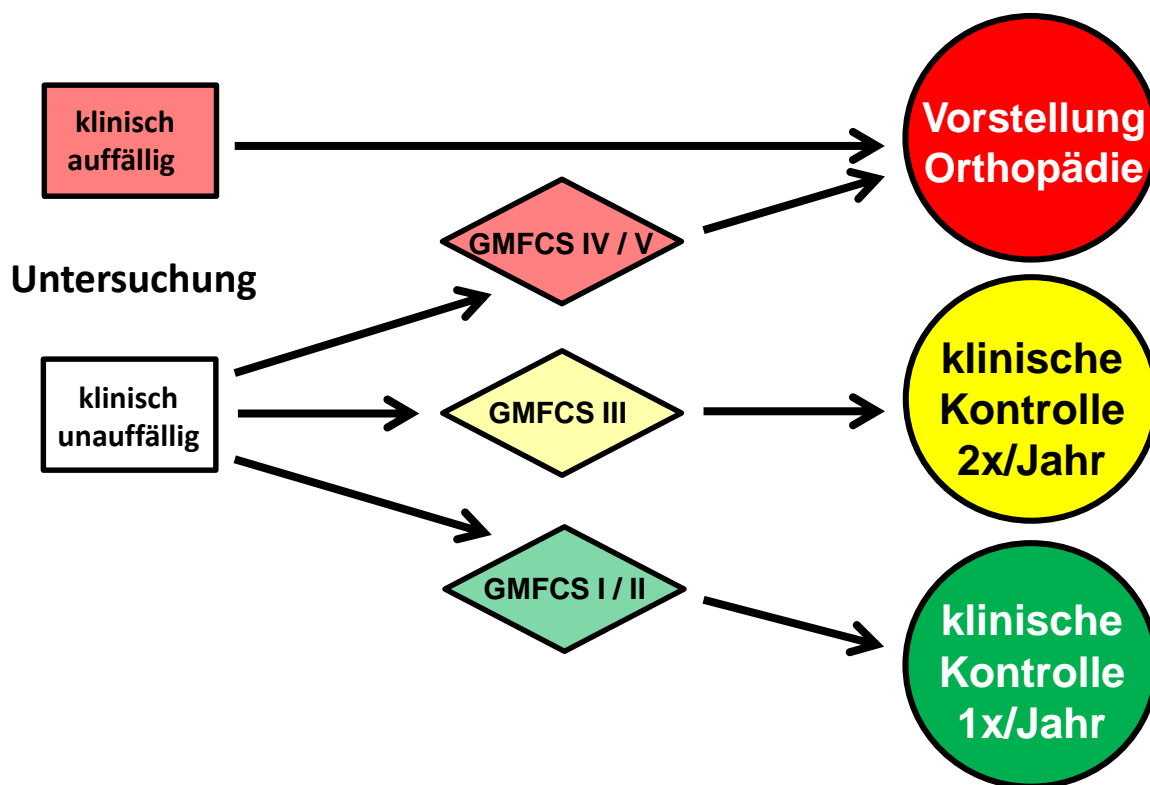 klinisch
auffällig
Vorstellung
Orthopädie
GMFCS IV / V
Untersuchung
klinisch
unauffällig
GMFCS III
klinische
Kontrolle
2x/Jahr
GMFCS I / II
klinische
Kontrolle
1x/Jahr